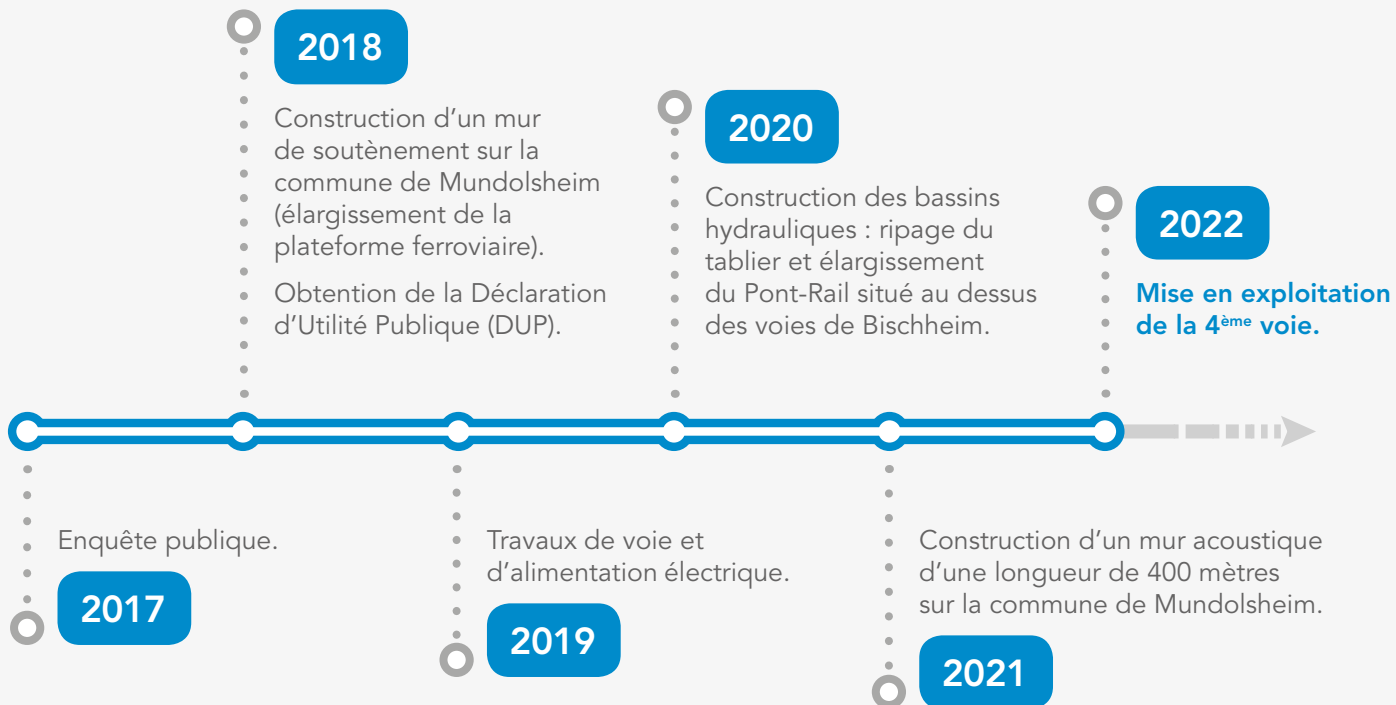 2018
Construction d’un mur
de soutènement sur la
commune de Mundolsheim
(élargissement de la
plateforme ferroviaire).
Obtention de la Déclaration
d’Utilité Publique (DUP).
2020
Construction des bassins
hydrauliques : ripage du
tablier et élargissement
du Pont-Rail situé au dessus
des voies de Bischheim.
2022
Mise en exploitation
de la 4ème voie.
Enquête publique.
2017
Travaux de voie et
d’alimentation électrique.
2019
Construction d’un mur acoustique
d’une longueur de 400 mètres
sur la commune de Mundolsheim.
2021